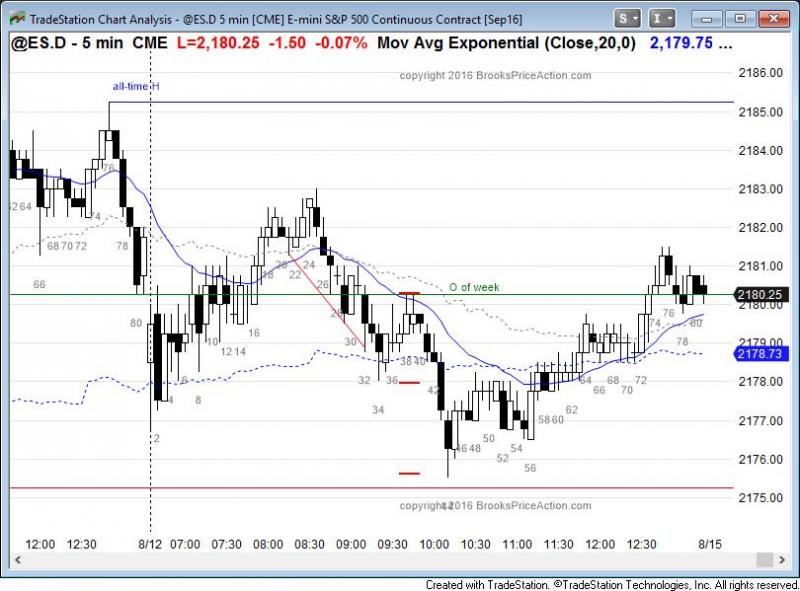 TradeStation Chart Analysis - @ES.D 5 min [CME] E-mini S&P 500 Continuous Contract [Sep16]
S I
@ES.D - 5 min CME L=2,180.25 -1.50 -0.07% Mov Avg Exponential (Close,20,0) 2,179.75 ...
copyright 2016 BrooksPriceAction.com
2186.00
all-time H
2185.00
2184.00
76
2183.00
62 64
74
2182.00
68 70 72 78
2181.00
18 20 22 24
66
26
O of week
2180.25
2180.00
80
28
76
74 80
16
2179.00
10 12 14
30
78
2178.73
38 40
2178.00
6
32 36
42
64 68 72
66 70
2177.00
4 8
34
62
58 60
2
50
2176.00
46 48 54
52
56
2175.00
copyright 2016 BrooksPriceAction.com
44
12:00 12:30 8/12 07:00 07:30 08:00 08:30 09:00 09:30 10:00 10:30 11:00 11:30 12:00 12:30 8/15
Created with TradeStation. ©TradeStation Technologies, Inc. All rights reserved.